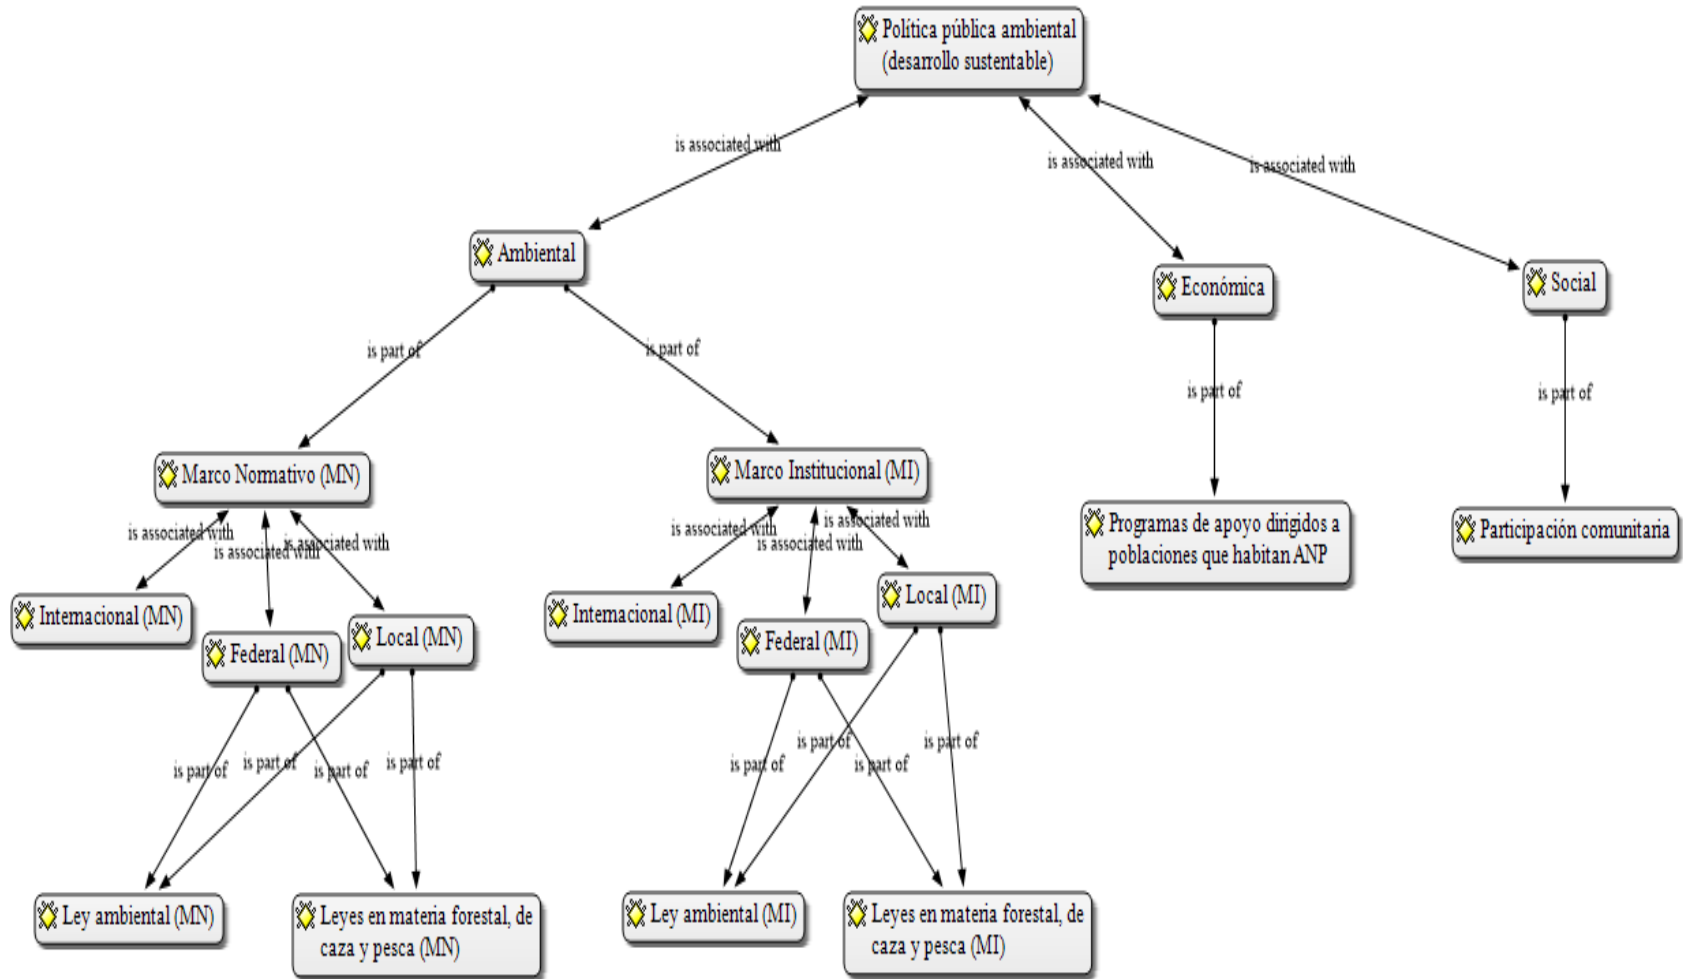 Política pública ambiental
(desarrollo sustentable)
is associated with
is associated with
is associated with
Ambiental
Económica
Social
is part of
is part of
is part of
is part of
Marco Normativo (MN)
Marco Institucional (MI)
Programas de apoyo dirigidos a
poblaciones que habitan ANP
Participación comunitaria
is associated with
is associated with
is associated with
is associated with
is associated with
is associated with
Internacional (MN)
Federal (MN)
Local (MN)
Internacional (MI)
Federal (MI)
Local (MI)
is part of
is part of
is part of
is part of
is part of
is part of
is part of
is part of
Ley ambiental (MN)
Leyes en materia forestal, de
caza y pesca (MN)
Ley ambiental (MI)
Leyes en materia forestal, de
caza y pesca (MI)